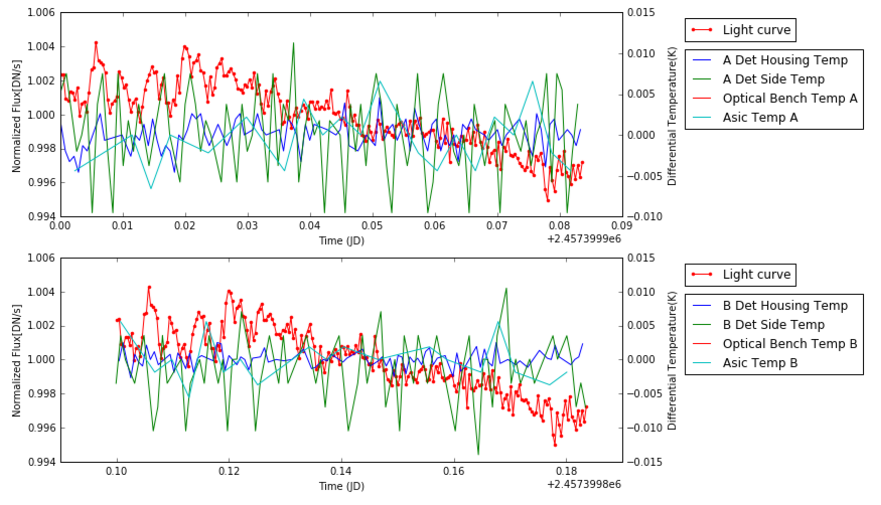 1.006
1.004
1.002
1.000
0.998
0.996
0.994
Normalized Flux[DN/s]
0.015
0.010
0.005
0.000
−0.005
−0.010
Differential Temperature(K)
0.00 0.01 0.02 0.03 0.04 0.05 0.06 0.07 0.08 0.09
Time (JD)
+2.4573999e6
Light curve
A Det Housing Temp
A Det Side Temp
Optical Bench Temp A
Asic Temp A
1.006
1.004
1.002
1.000
0.998
0.996
0.994
Normalized Flux[DN/s]
0.015
0.010
0.005
0.000
−0.005
−0.010
−0.015
Differential Temperature(K)
0.10 0.12 0.14 0.16 0.18
Time (JD)
+2.4573998e6
Light curve
B Det Housing Temp
B Det Side Temp
Optical Bench Temp B
Asic Temp B